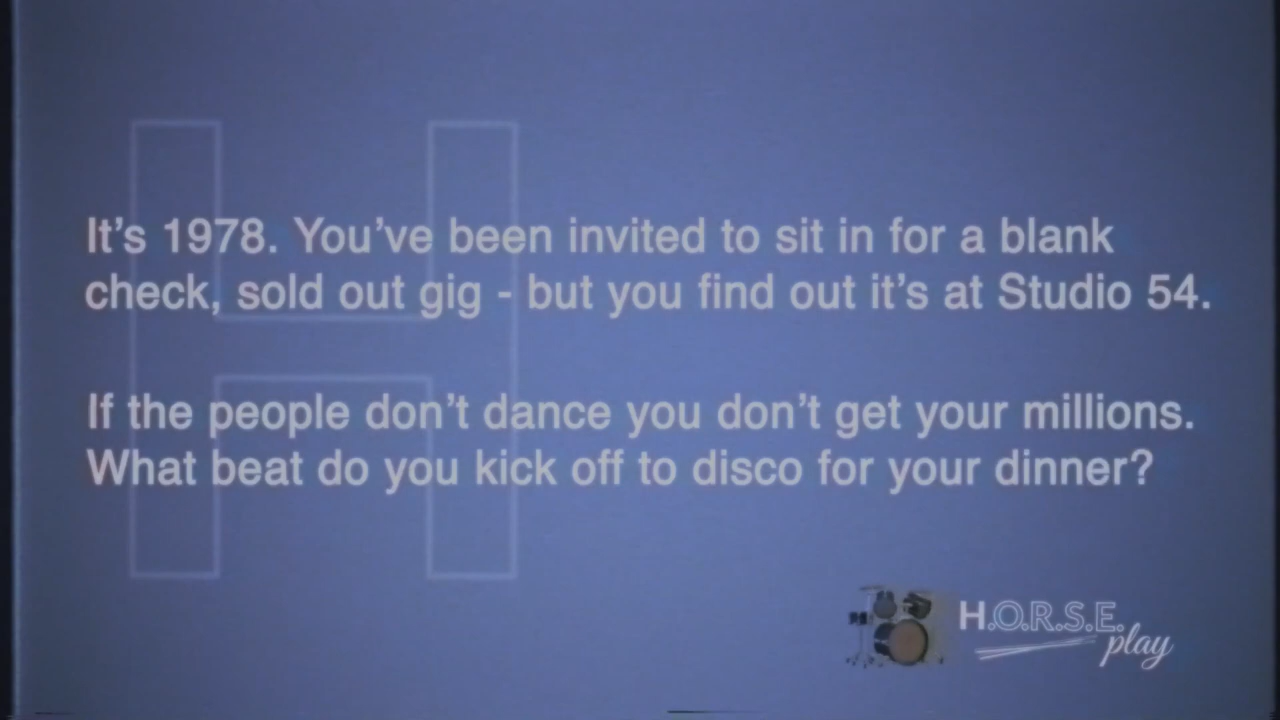 It's 1978. You've been invited to sit in for a blank
check, sold out gig - but you find out it's at Studio 54.
If the people don't dance you don't get your millions.
What beat do you kick off to disco for your dinner?
H
H.O.R.S.E.
play